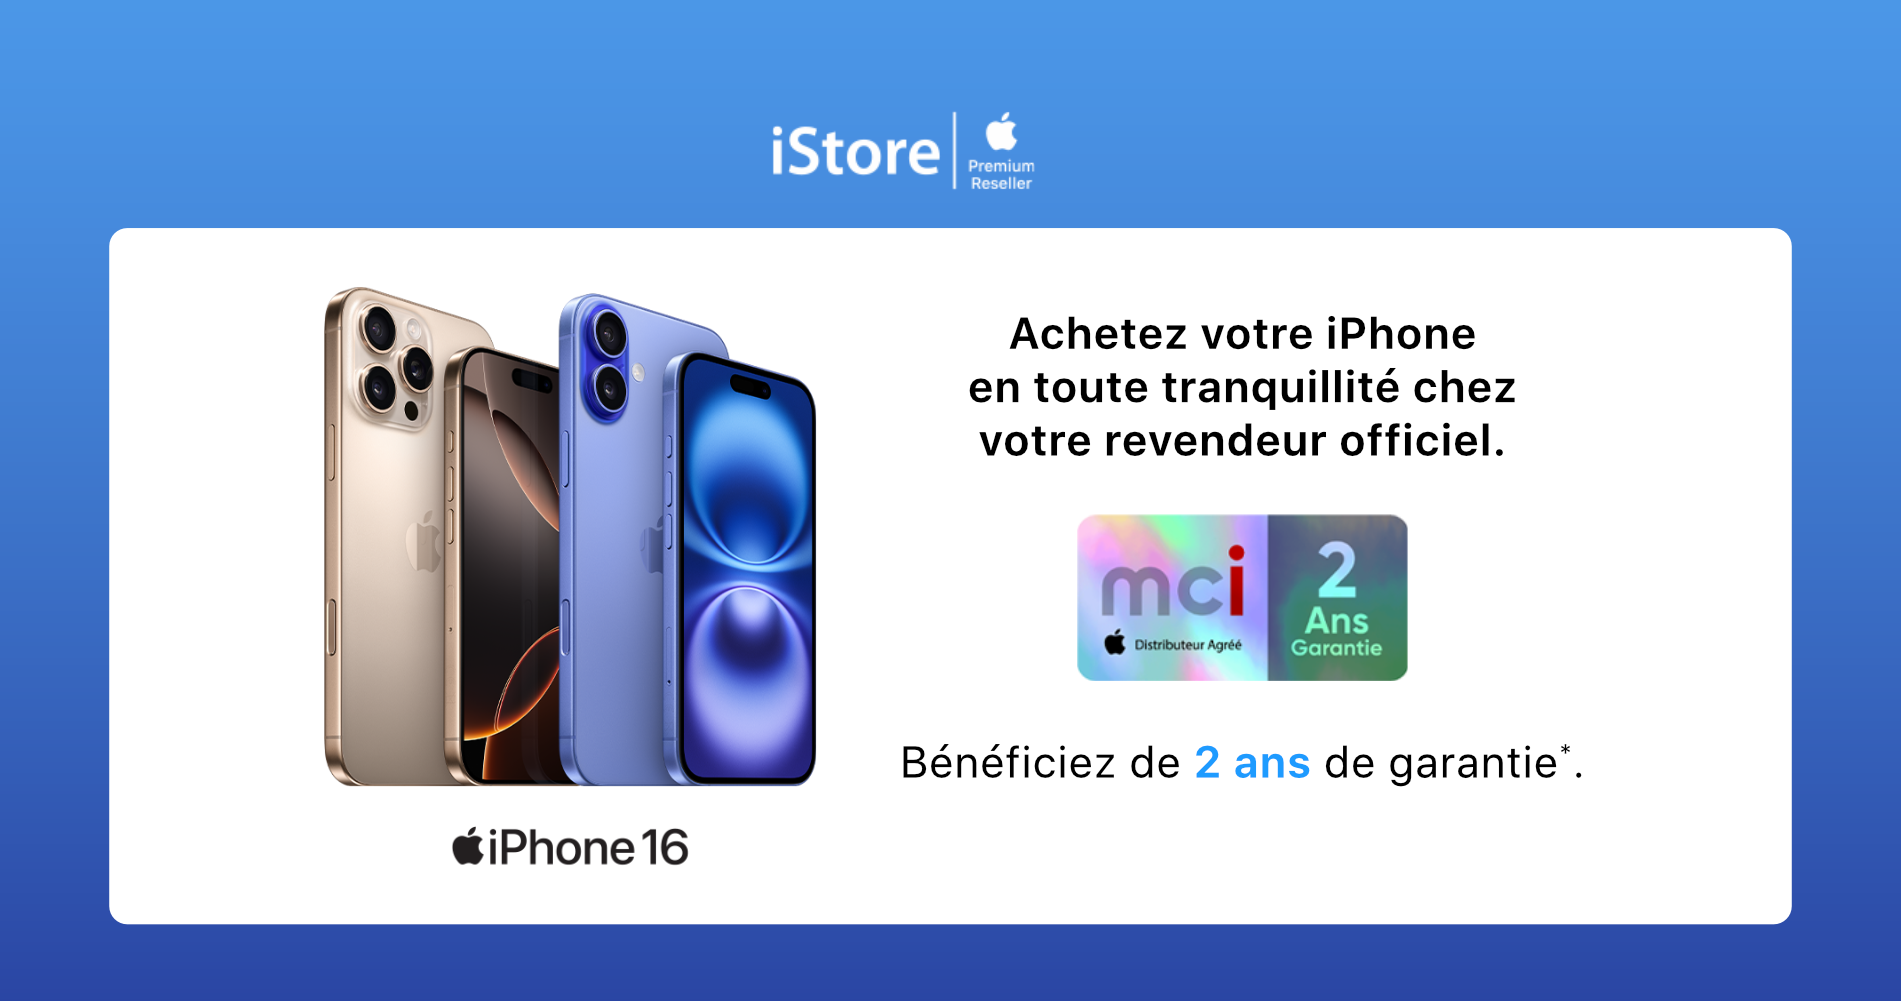 iStore
Premium
Reseller
Achetez votre iPhone
en toute tranquillité chez
votre revendeur officiel.
mci
Distributeur Agréé
2
Ans
Garantie
Bénéficiez de 2 ans de garantie*.
iPhone 16